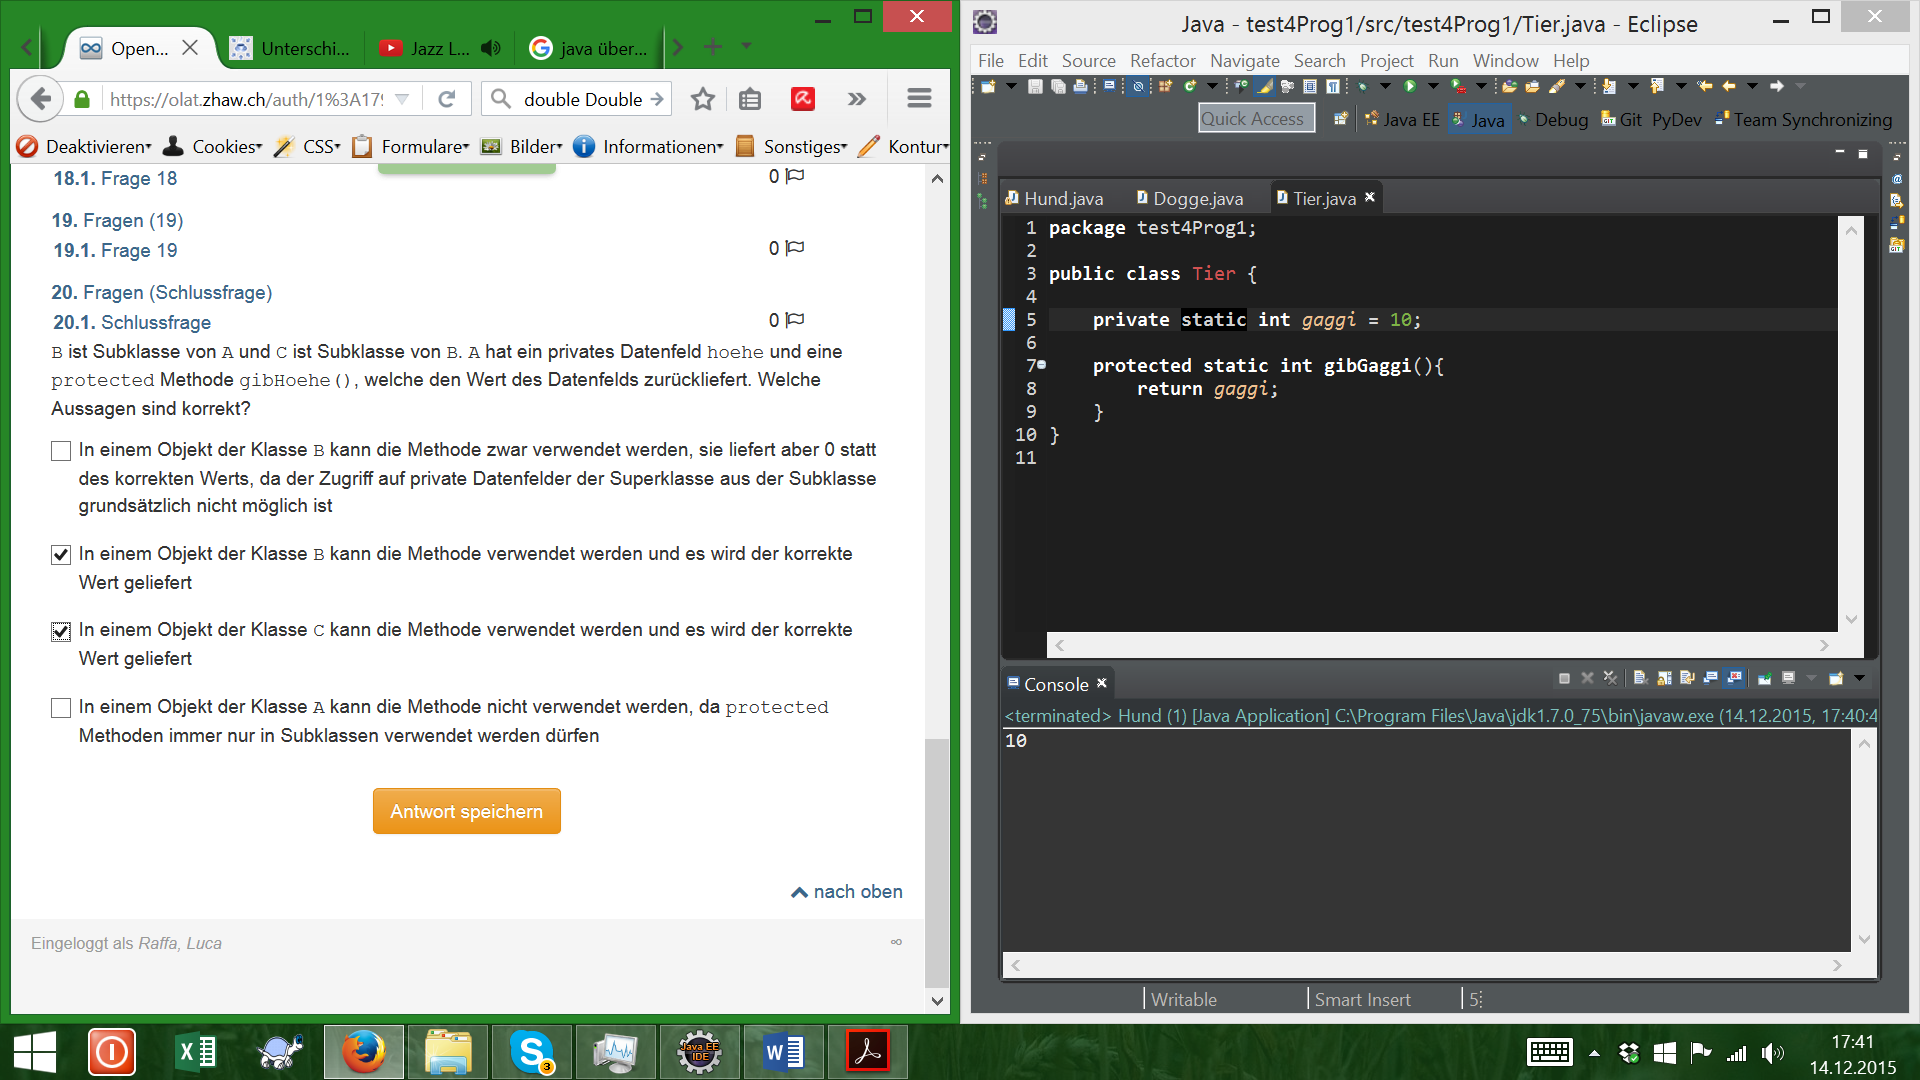 Open...
Unterschi...
Jazz L...
java über...
https://olat.zhaw.ch/auth/1%3A17
double Double
Deaktivieren
Cookies
CSS
Formulare
Bilder
Informationen
Sonstiges
Kontur
18.1. Frage 18
0
19. Fragen (19)
19.1. Frage 19
0
20. Fragen (Schlussfrage)
20.1. Schlussfrage
0
B ist Subklasse von A und C ist Subklasse von B. A hat ein privates Datenfeld hoehe und eine
protected Methode gibHoehe(), welche den Wert des Datenfelds zurückliefert. Welche
Aussagen sind korrekt?
In einem Objekt der Klasse B kann die Methode zwar verwendet werden, sie liefert aber 0 statt
des korrekten Werts, da der Zugriff auf private Datenfelder der Superklasse aus der Subklasse
grundsätzlich nicht möglich ist
In einem Objekt der Klasse B kann die Methode verwendet werden und es wird der korrekte
Wert geliefert
In einem Objekt der Klasse C kann die Methode verwendet werden und es wird der korrekte
Wert geliefert
In einem Objekt der Klasse A kann die Methode nicht verwendet werden, da protected
Methoden immer nur in Subklassen verwendet werden dürfen
Antwort speichern
nach oben
Eingeloggt als Raffa, Luca
Java - test4Prog1/src/test4Prog1/Tier.java - Eclipse
File Edit Source Refactor Navigate Search Project Run Window Help
Quick Access
Java EE
Java
Debug
Git
PyDev
Team Synchronizing
Hund.java
Dogge.java
Tier.java
1 package test4Prog1;
2
3 public class Tier {
4
5 private static int gaggi = 10;
6
7 protected static int gibGaggi(){
8 return gaggi;
9 }
10 }
11
Console
<terminated> Hund (1) [Java Application] C:\Program Files\Java\jdk1.7.0_75\bin\javaw.exe (14.12.2015, 17:40:4
10
Writable
Smart Insert
5
3
Java EE
IDE
17:41
14.12.2015